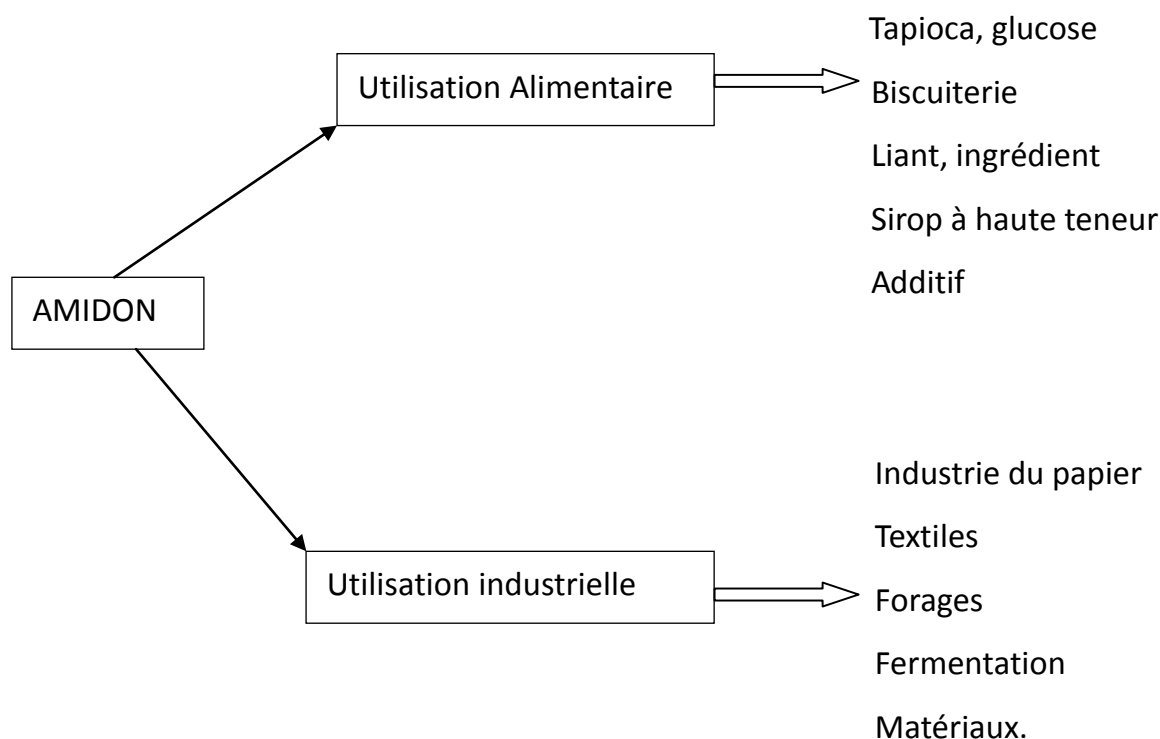 AMIDON
Utilisation Alimentaire
Tapioca, glucose
Biscuiterie
Liant, ingrédient
Sirop à haute teneur
Additif
Utilisation industrielle
Industrie du papier
Textiles
Forages
Fermentation
Matériaux.